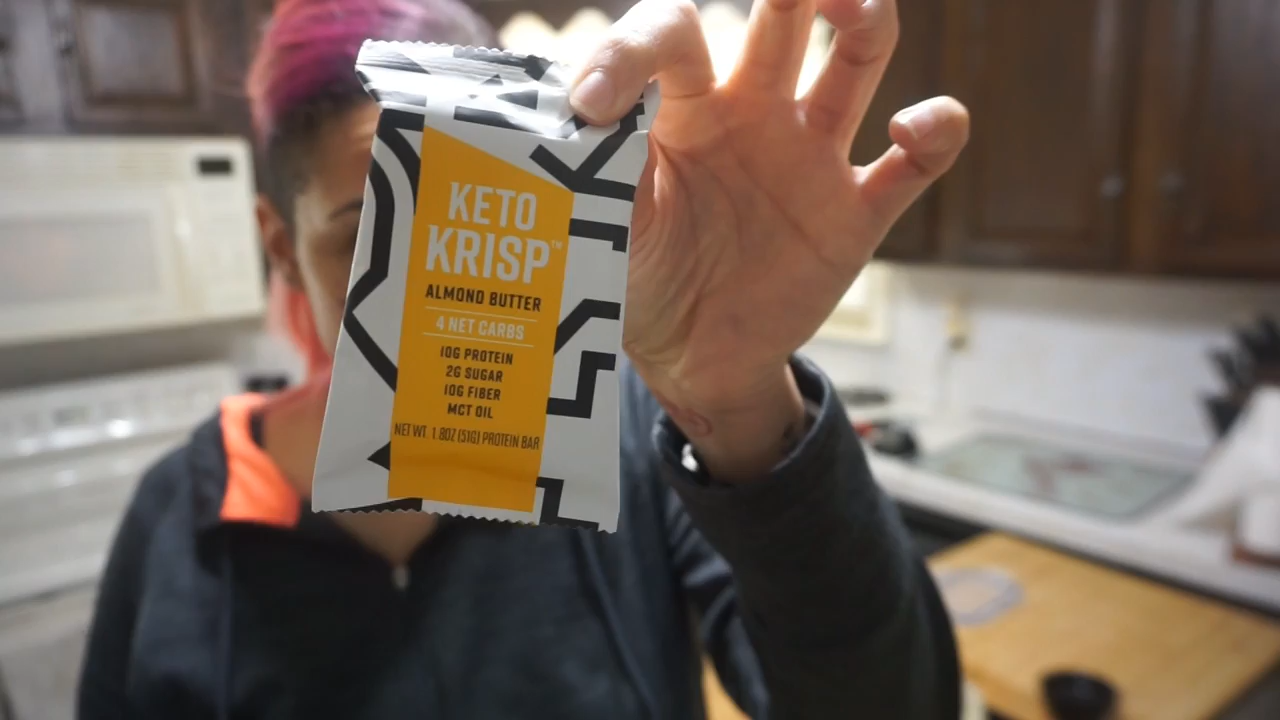 KETO
KRISP™
ALMOND BUTTER
4 NET CARBS
10G PROTEIN
2G SUGAR
10G FIBER
MCT OIL
NET WT. 1.8OZ (51G) PROTEIN BAR